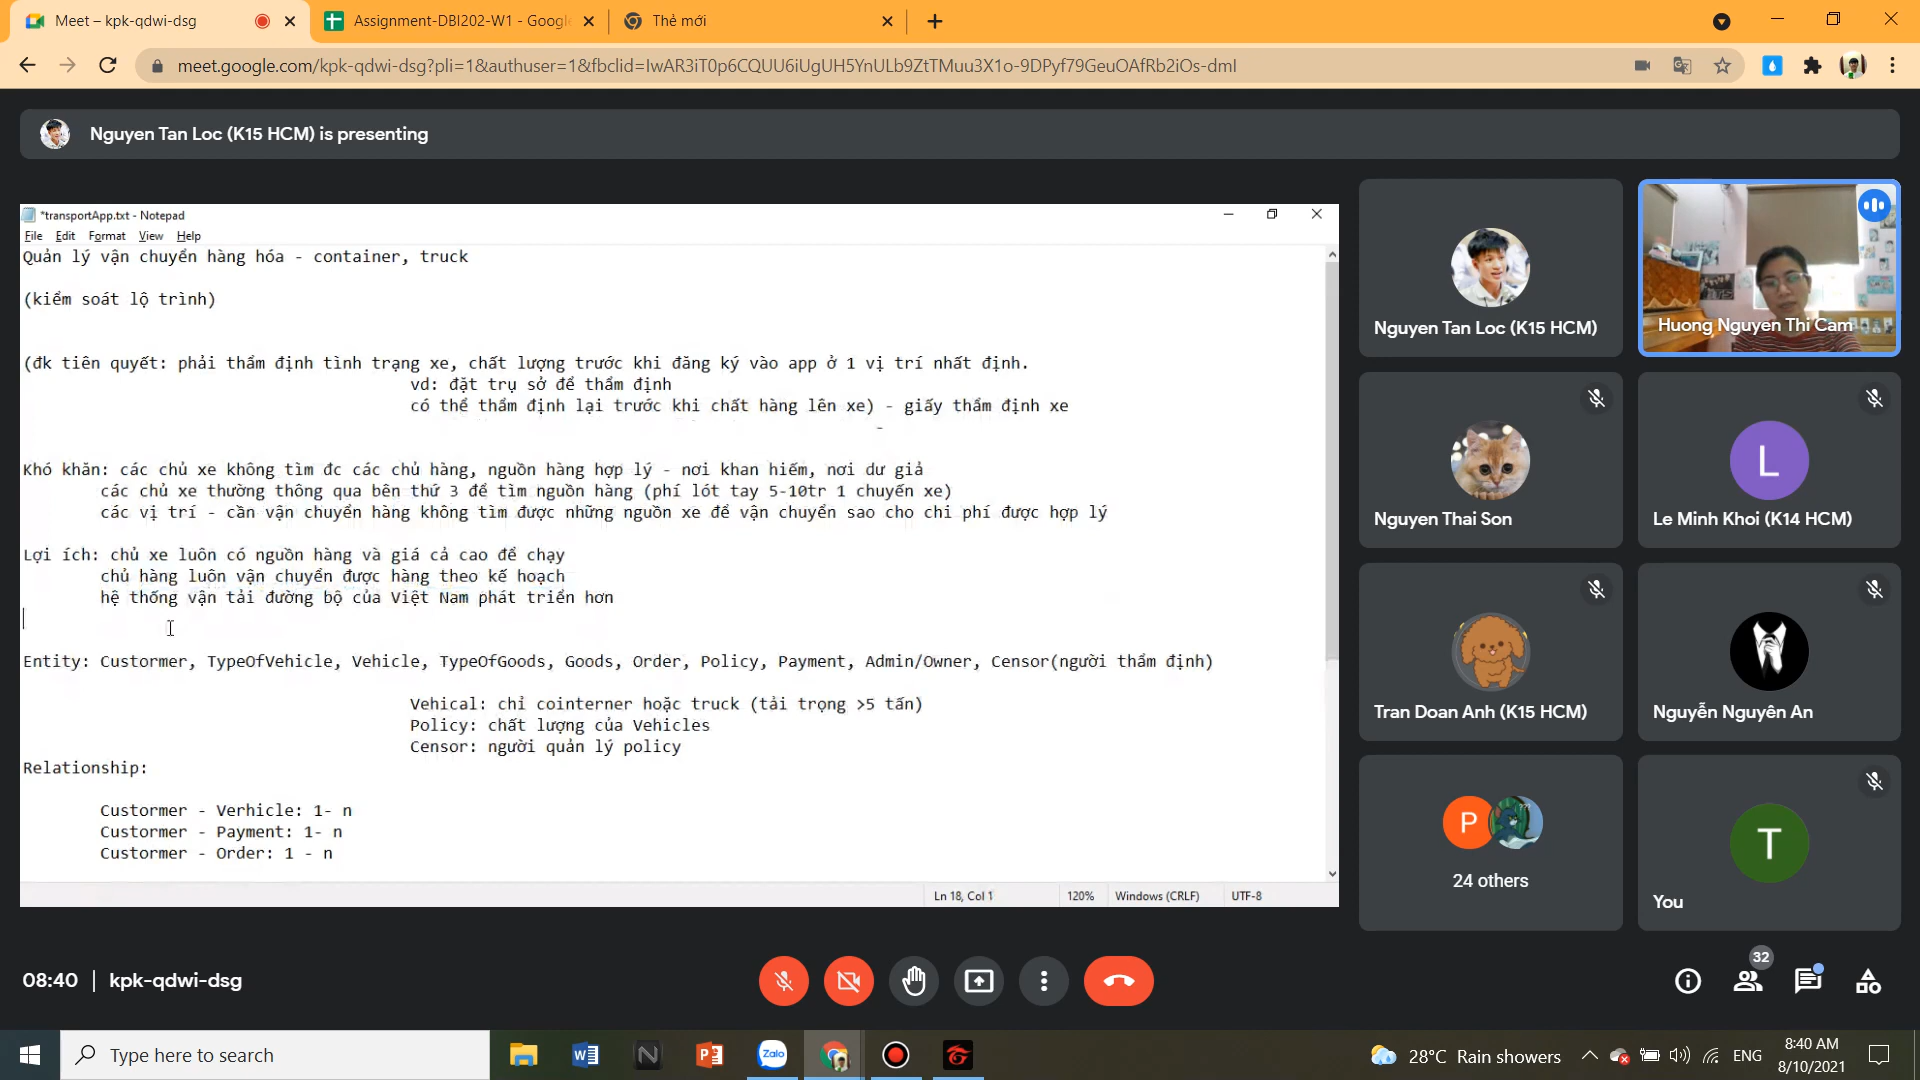 Meet – kpk-qdwi-dsg
Assignment-DBI202-W1 - Google
Thẻ mới
meet.google.com/kpk-qdwi-dsg?pli=1&authuser=1&fbclid=IwAR3iT0p6CQUU6iUgUH5YnULb9ZtTMuu3X1o-9DPyf79GeuOAfRb2iOs-dmI
Nguyen Tan Loc (K15 HCM) is presenting
*transportApp.txt - Notepad
File Edit Format View Help
Quản lý vận chuyển hàng hóa - container, truck
(kiểm soát lộ trình)
(đk tiên quyết: phải thẩm định tình trạng xe, chất lượng trước khi đăng ký vào app ở 1 vị trí nhất định.
vd: đặt trụ sở để thẩm định
có thể thẩm định lại trước khi chất hàng lên xe) - giấy thẩm định xe
Khó khăn: các chủ xe không tìm đc các chủ hàng, nguồn hàng hợp lý - nơi khan hiếm, nơi dư giả
các chủ xe thường thông qua bên thứ 3 để tìm nguồn hàng (phí lót tay 5-10tr 1 chuyến xe)
các vị trí - cần vận chuyển hàng không tìm được những nguồn xe để vận chuyển sao cho chi phí được hợp lý
Lợi ích: chủ xe luôn có nguồn hàng và giá cả cao để chạy
chủ hàng luôn vận chuyển được hàng theo kế hoạch
hệ thống vận tải đường bộ của Việt Nam phát triển hơn
Entity: Custormer, TypeOfVehicle, Vehicle, TypeOfGoods, Goods, Order, Policy, Payment, Admin/Owner, Censor(người thẩm định)
Vehical: chỉ cointerner hoặc truck (tải trọng >5 tấn)
Policy: chất lượng của Vehicles
Censor: người quản lý policy
Relationship:
Custormer - Verhicle: 1- n
Custormer - Payment: 1- n
Custormer - Order: 1 - n
Ln 18, Col 1
120%
Windows (CRLF)
UTF-8
Nguyen Tan Loc (K15 HCM)
Huong Nguyen Thi Cam
Nguyen Thai Son
L
Le Minh Khoi (K14 HCM)
Tran Doan Anh (K15 HCM)
Nguyễn Nguyên An
P
???
24 others
T
You
08:40 | kpk-qdwi-dsg
32
Type here to search
Zalo
28°C Rain showers
ENG
8:40 AM
8/10/2021